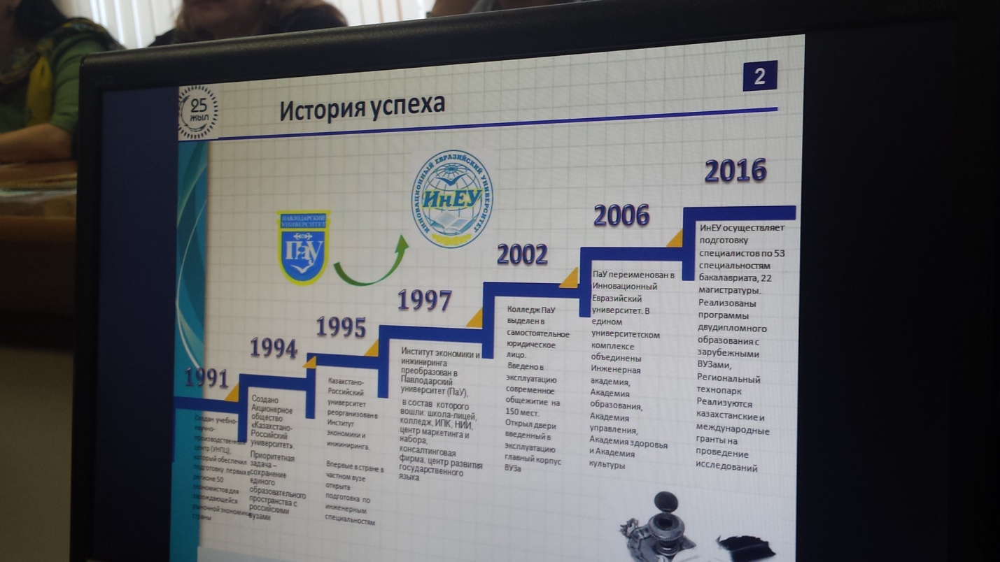 25
жыл
История успеха
2
ИННОВАЦИОННЫЙ ЕВРАЗИЙСКИЙ УНИВЕРСИТЕТ
ИнЕУ
ПАВЛОДАРСКИЙ
УНИВЕРСИТЕТ
ПаУ
1991
Создан учебно-
научно-
производственный
центр (УНПЦ),
который обеспечил
подготовку первых в
регионе 50
экономистов для
зарождающейся
рыночной экономики
страны
1994
Создано
Акционерное
общество
«Казахстано-
Российский
университет».
Приоритетная
задача –
сохранение
единого
образовательного
пространства с
российскими
вузами
1995
Казахстано-
Российский
университет
реорганизован в
Институт
экономики и
инжиниринга.
Впервые в стране в
частном вузе
открыта
подготовка по
инженерным
специальностям
1997
Институт экономики и
инжиниринга
преобразован в
Павлодарский
университет (ПаУ),
в состав которого
вошли: школа-лицей,
колледж, ИПК, НИИ,
центр маркетинга и
набора,
консалтинговая
фирма, центр развития
государственного
языка
2002
Колледж ПаУ
выделен в
самостоятельное
юридическое
лицо.
Введено в
эксплуатацию
современное
общежитие на
150 мест.
Открыл двери
введенный в
эксплуатацию
главный корпус
ВУЗа
2006
ПаУ переименован в
Инновационный
Евразийский
университет. В
едином
университетском
комплексе
объединены
Инженерная
академия,
Академия
образования,
Академия
управления,
Академия здоровья
и Академия
культуры
2016
ИнЕУ осуществляет
подготовку
специалистов по 53
специальностям
бакалавриата, 22
магистратуры.
Реализованы
программы
двудипломного
образования с
зарубежными
ВУЗами,
Региональный
технопарк
Реализуются
казахстанские и
международные
гранты на
проведение
исследований